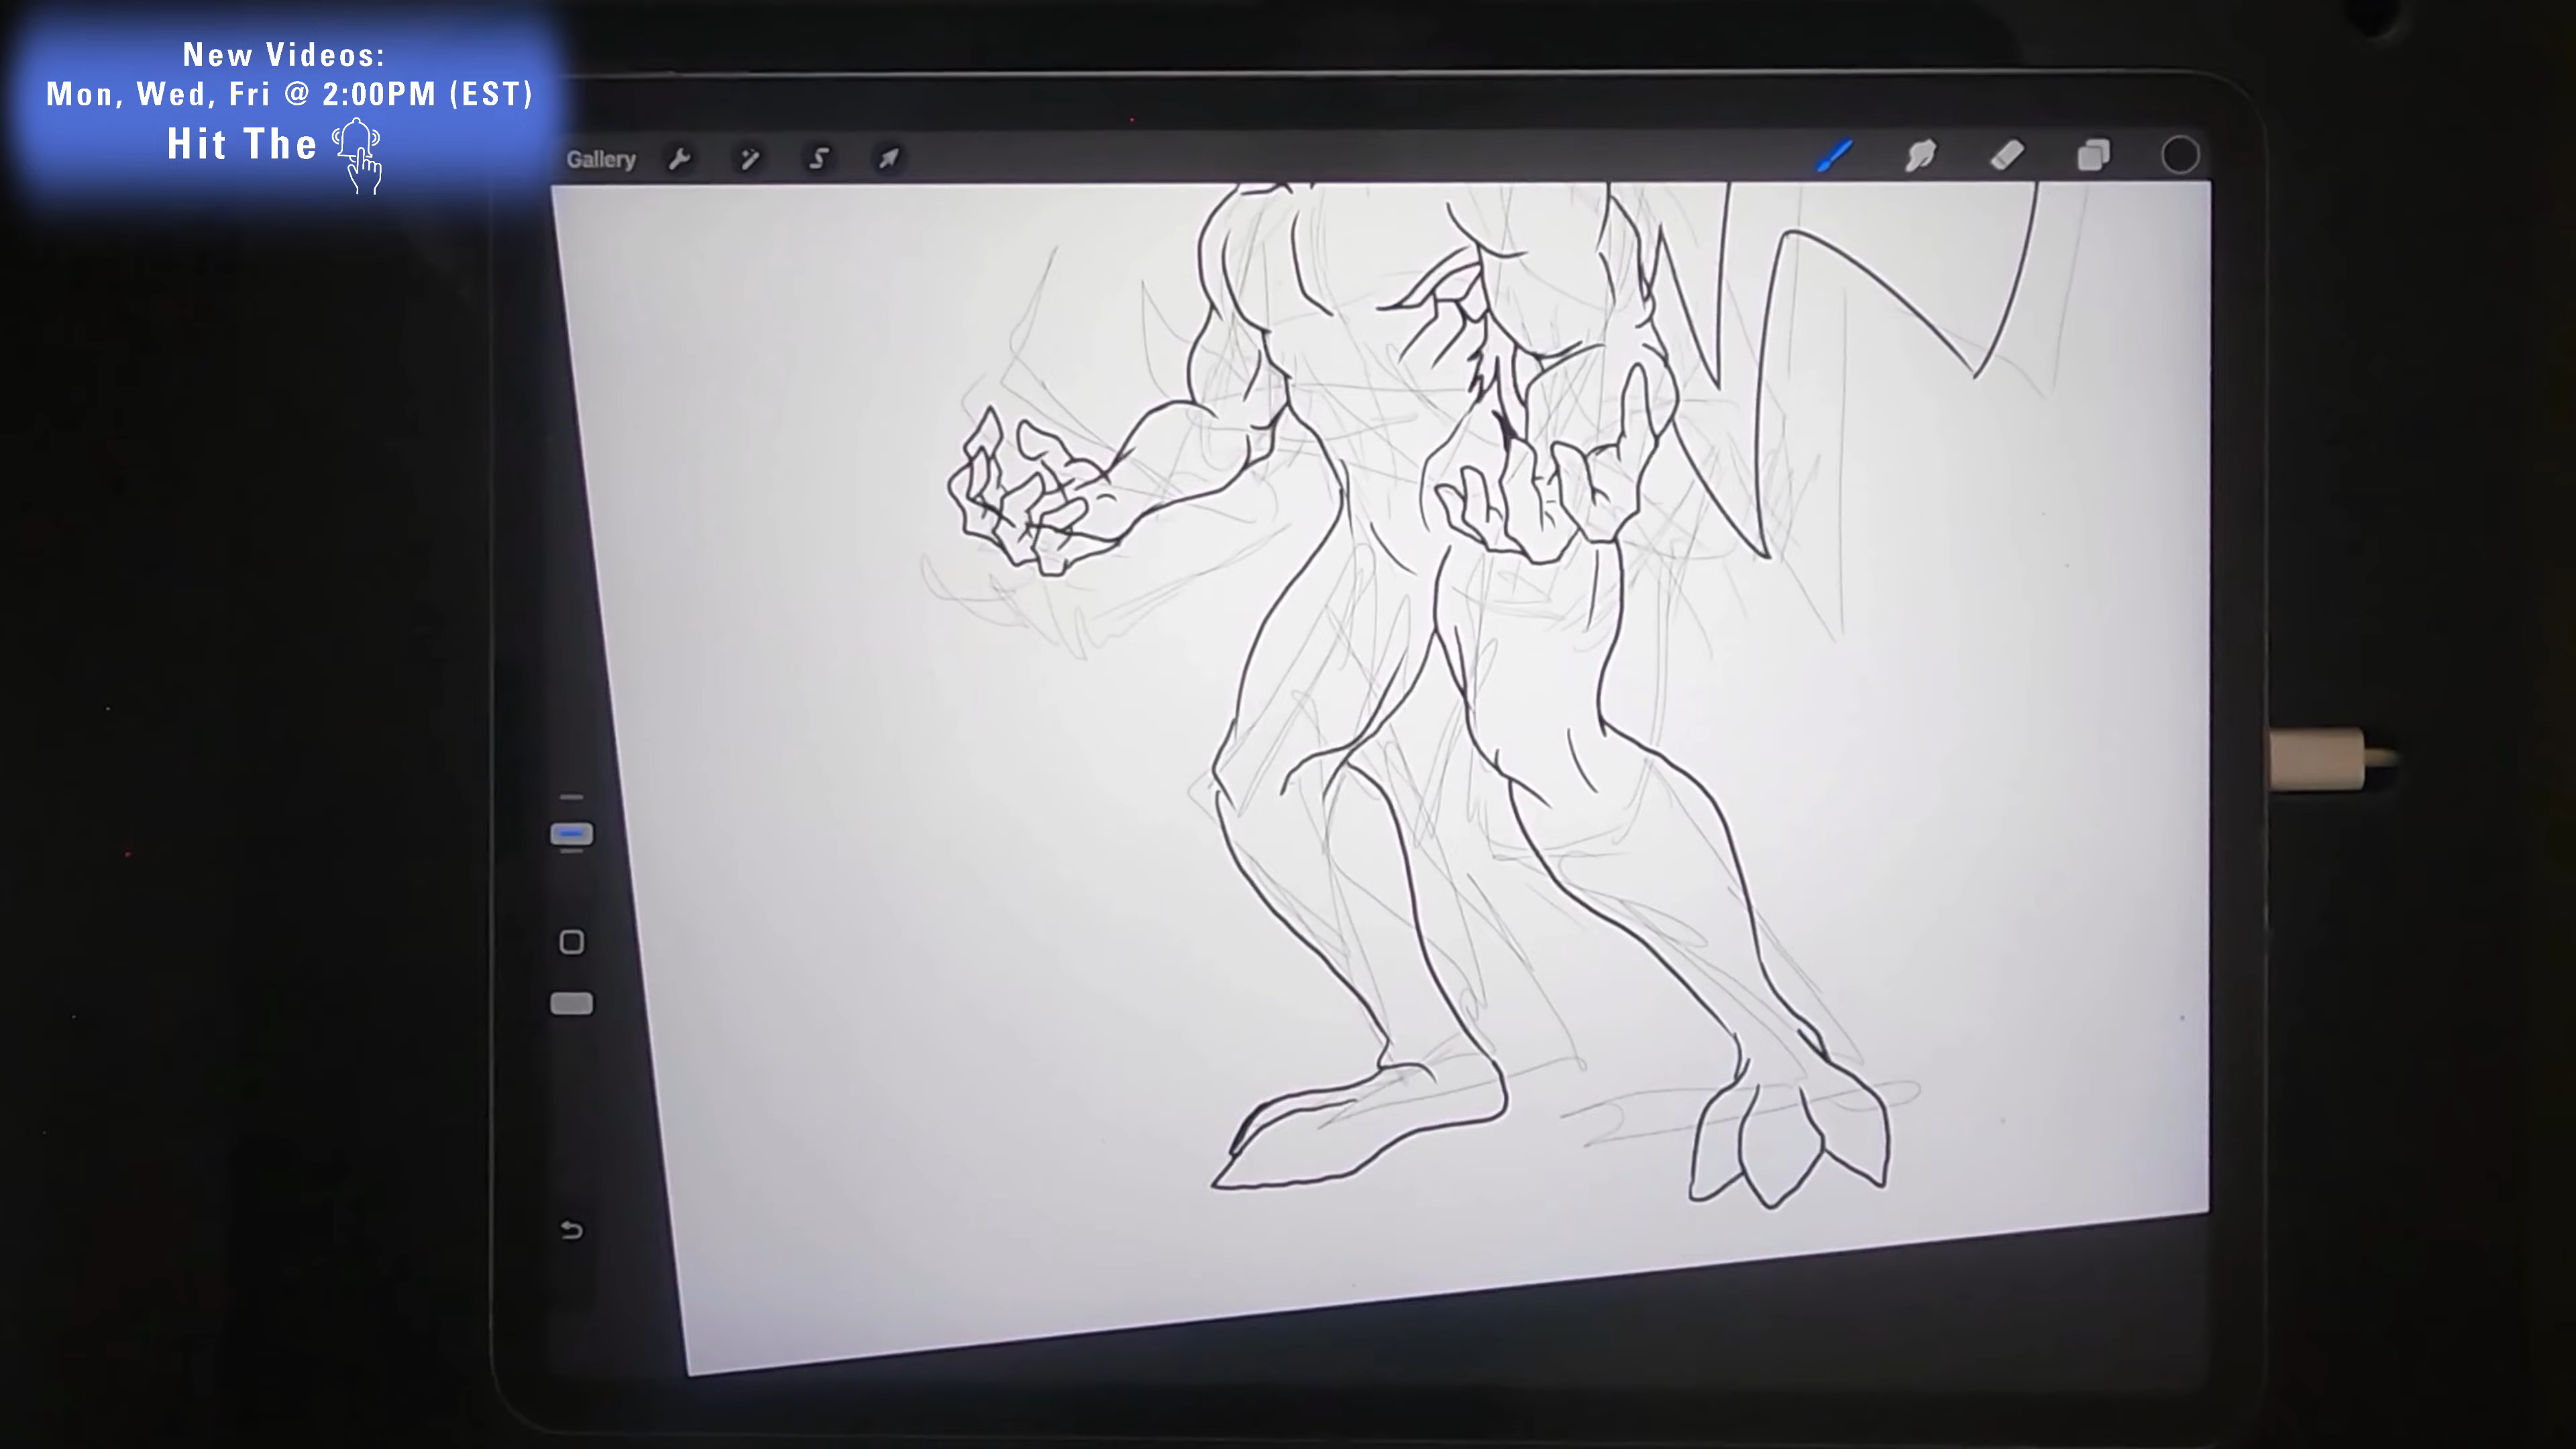 New Videos:
Mon, Wed, Fri @ 2:00PM (EST)
Hit The
Gallery